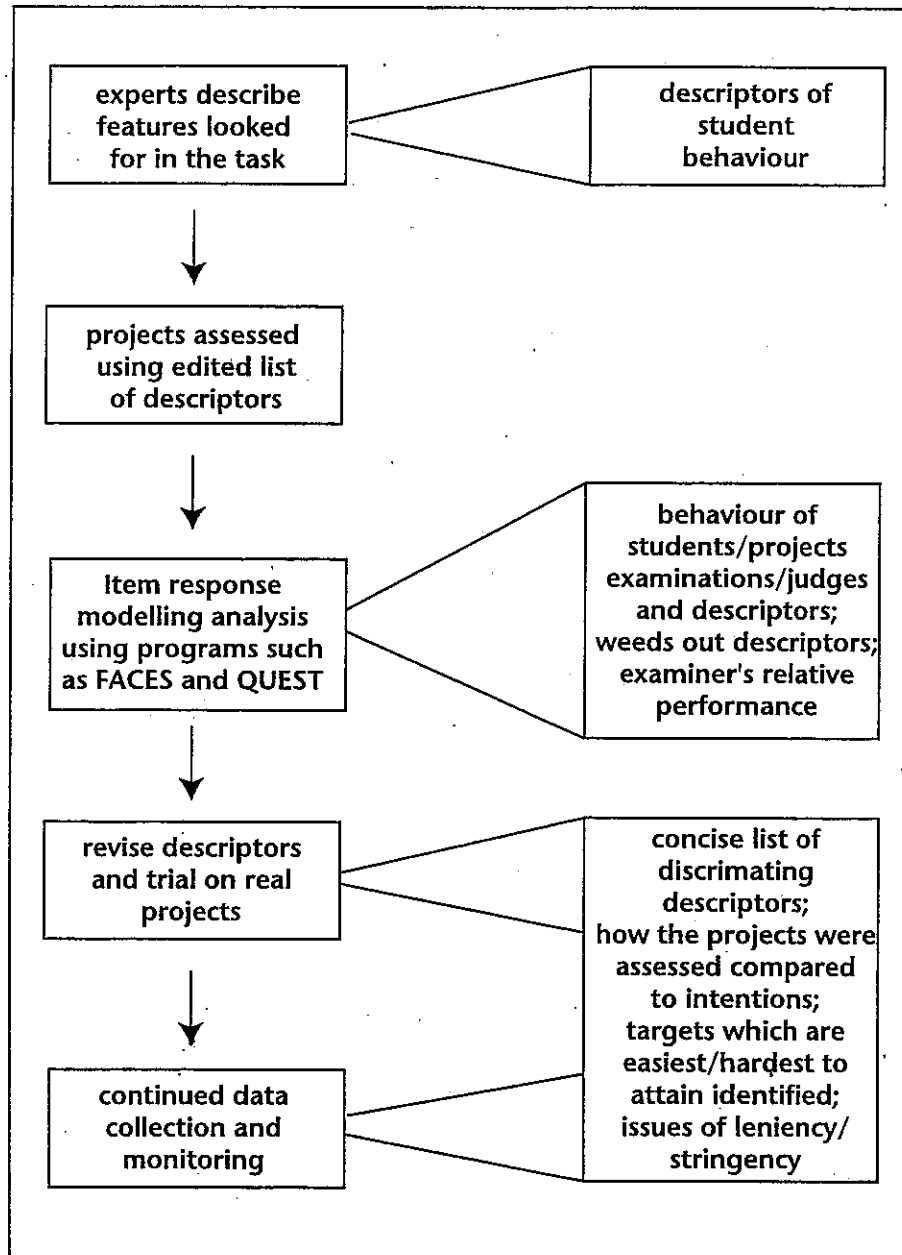 experts describe
features looked
for in the task
descriptors of
student
behaviour
projects assessed
using edited list
of descriptors
Item response
modelling analysis
using programs such
as FACES and QUEST
behaviour of
students/projects
examinations/judges
and descriptors;
weeds out descriptors;
examiner's relative
performance
revise descriptors
and trial on real
projects
concise list of
discrimating
descriptors;
how the projects were
assessed compared
to intentions;
targets which are
easiest/hardest to
attain identified;
issues of leniency/
stringency
continued data
collection and
monitoring